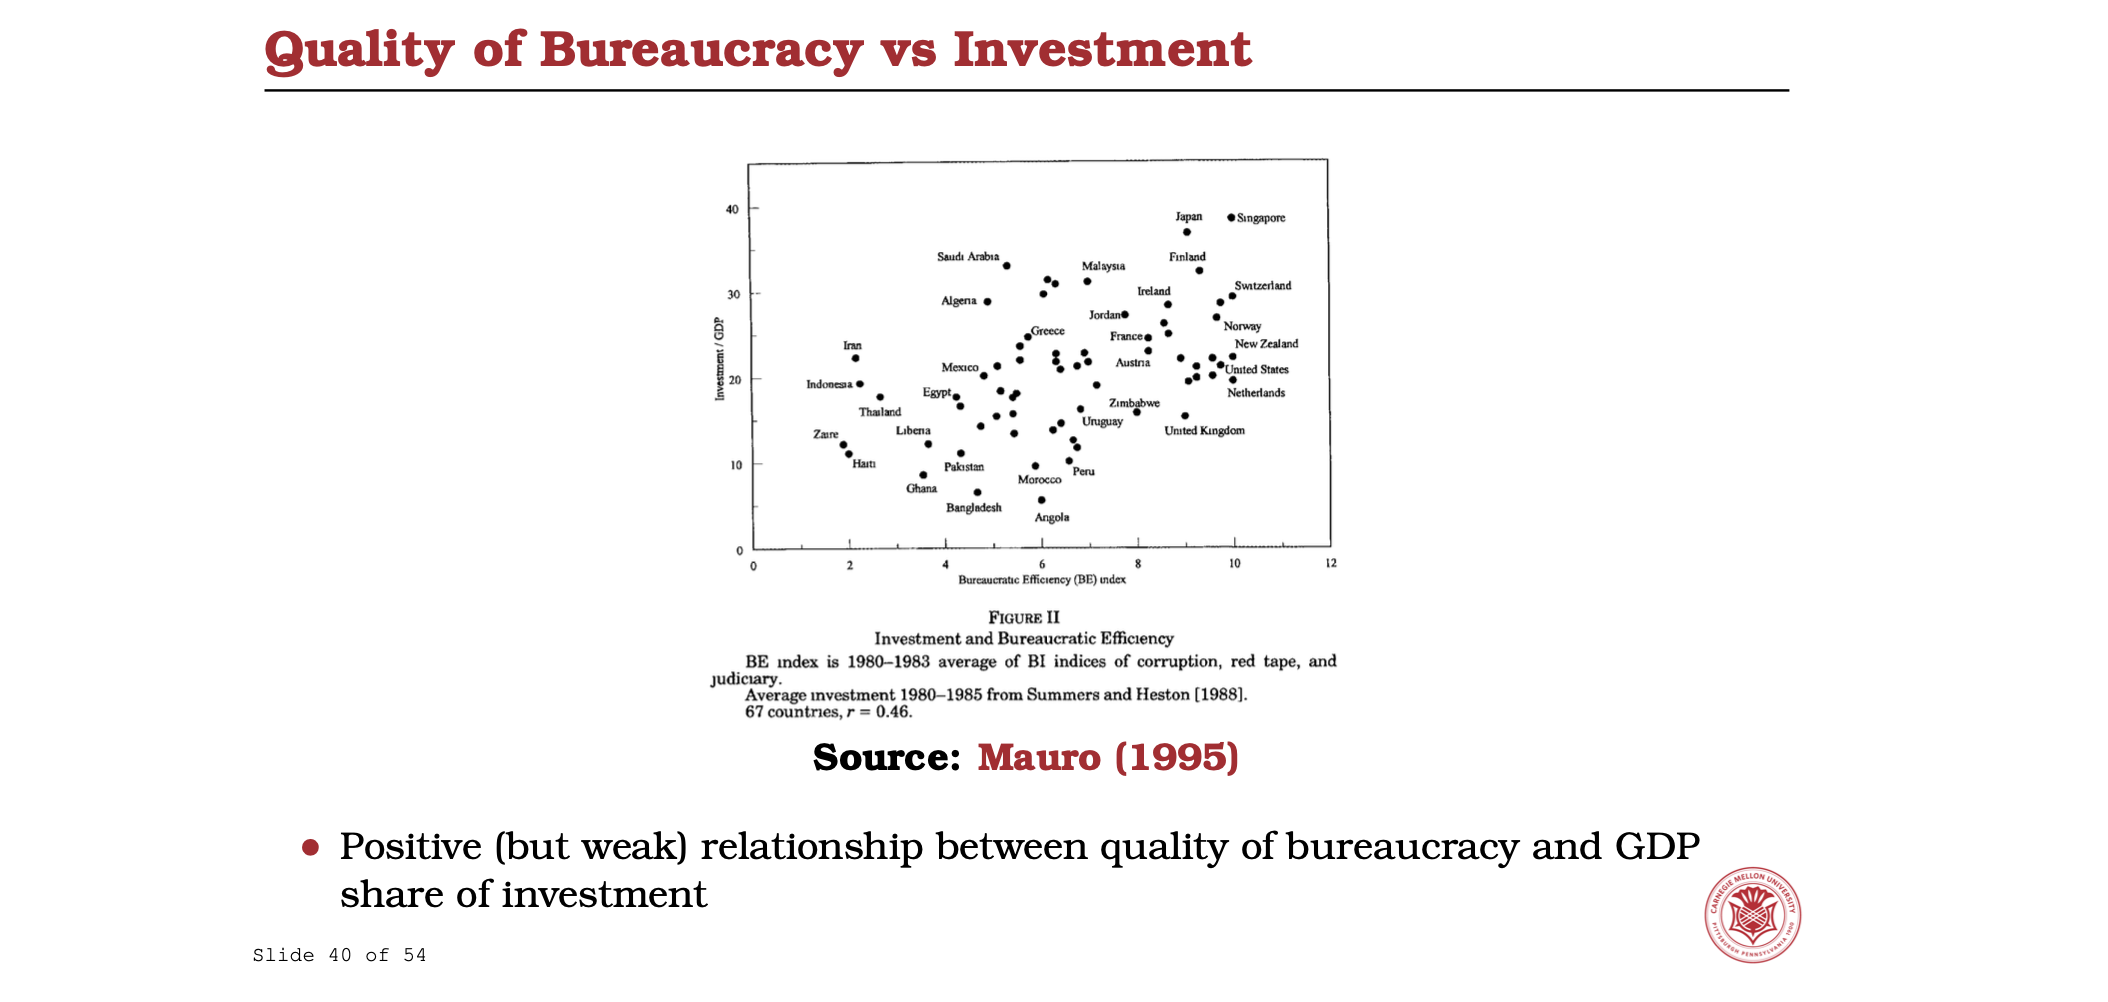 Quality of Bureaucracy vs Investment
40
30
20
10
0
Investment / GDP
Japan
Singapore
Saudi Arabia
Malaysia
Finland
Algeria
Ireland
Switzerland
Jordan
Norway
Greece
France
New Zealand
Iran
Mexico
Austria
United States
Indonesia
Egypt
Netherlands
Thailand
Zimbabwe
Zaire
Liberia
Uruguay
United Kingdom
Haiti
Pakistan
Peru
Ghana
Morocco
Bangladesh
Angola
0 2 4 6 8 10 12
Bureaucratic Efficiency (BE) index
FIGURE II
Investment and Bureaucratic Efficiency
BE index is 1980–1983 average of BI indices of corruption, red tape, and
judiciary.
Average investment 1980–1985 from Summers and Heston [1988].
67 countries, r = 0.46.
Source: Mauro (1995)
• Positive (but weak) relationship between quality of bureaucracy and GDP
share of investment
CARNEGIE MELLON UNIVERSITY
PITTSBURGH PENNSYLVANIA 1900
Slide 40 of 54